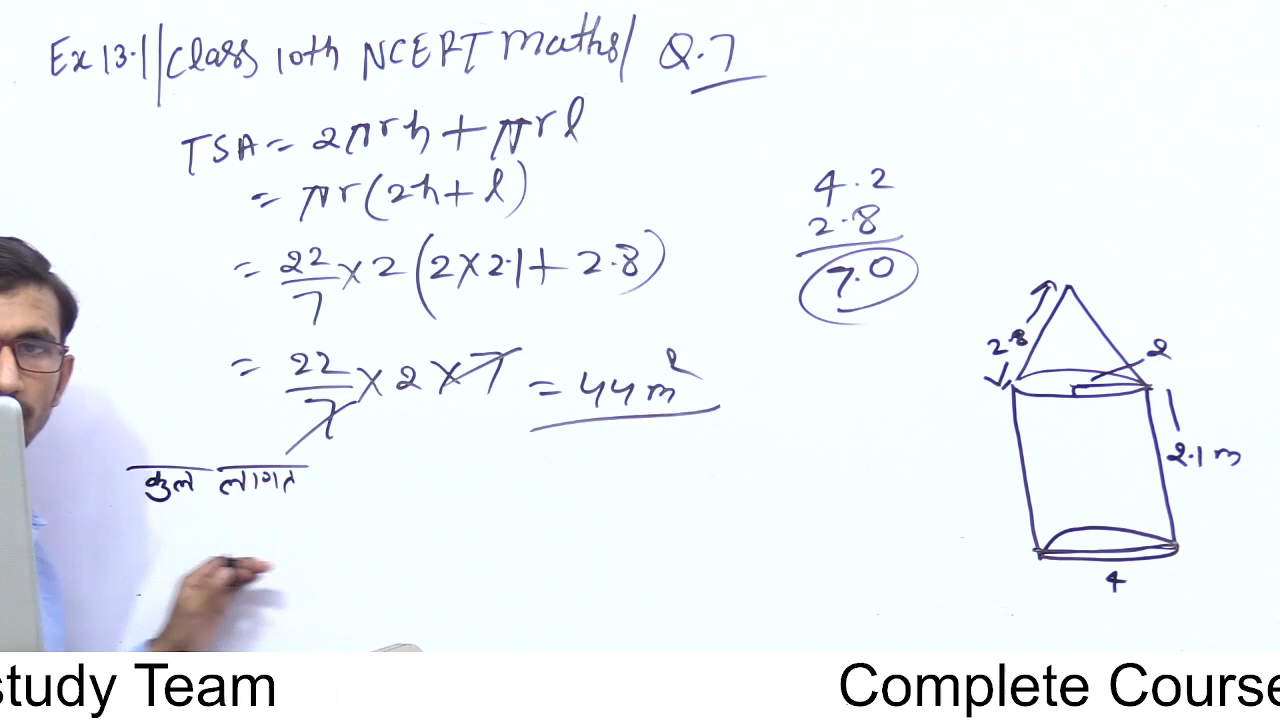 Ex 13.1 | Class 10th NCERT Maths / Q.7
TSA = 2πrh + πrl
= πr(2h + l)
= 22/7 × 2 (2 × 2.1 + 2.8)
= 22/7 × 2 × 7 = 44 m²
कुल लागत
4.2
2.8
7.0
2.8
2
2.1 m
4
study Team
Complete Course